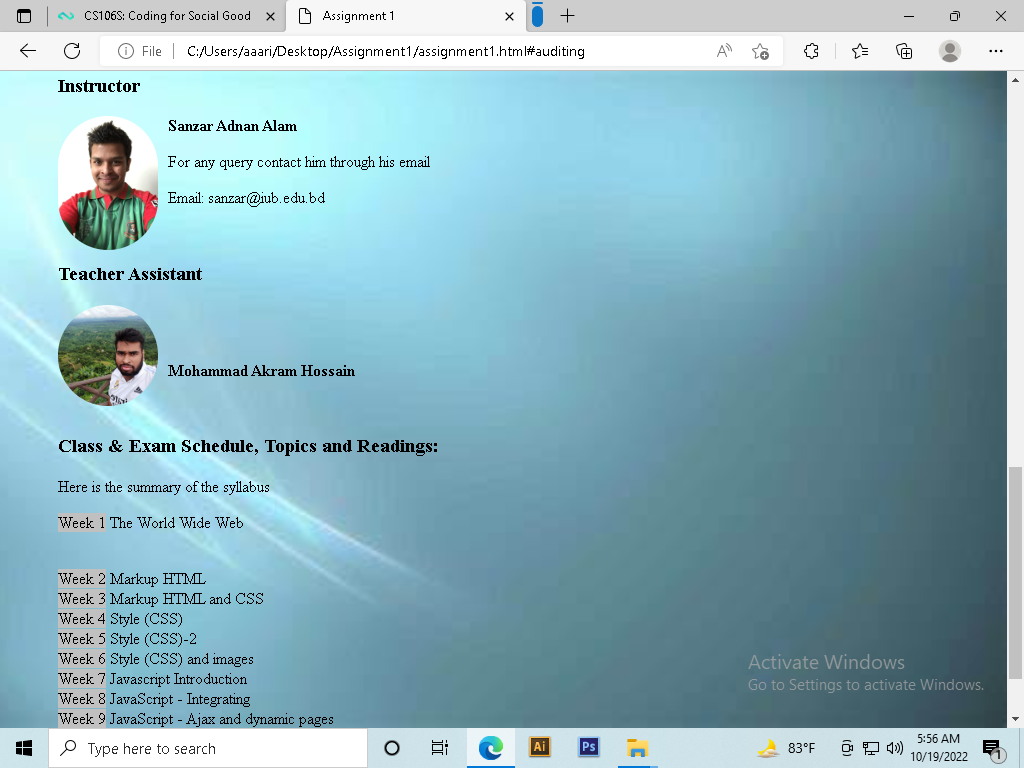 CS106S: Coding for Social Good
Assignment 1
File
C:/Users/aaari/Desktop/Assignment1/assignment1.html#auditing
Instructor
Sanzar Adnan Alam
For any query contact him through his email
Email: sanzar@iub.edu.bd
Teacher Assistant
Mohammad Akram Hossain
Class & Exam Schedule, Topics and Readings:
Here is the summary of the syllabus
Week 1 The World Wide Web
Week 2 Markup HTML
Week 3 Markup HTML and CSS
Week 4 Style (CSS)
Week 5 Style (CSS)-2
Week 6 Style (CSS) and images
Week 7 Javascript Introduction
Week 8 JavaScript - Integrating
Week 9 JavaScript - Ajax and dynamic pages
Activate Windows
Go to Settings to activate Windows.
Type here to search
Ai
Ps
83°F
5:56 AM
10/19/2022
1